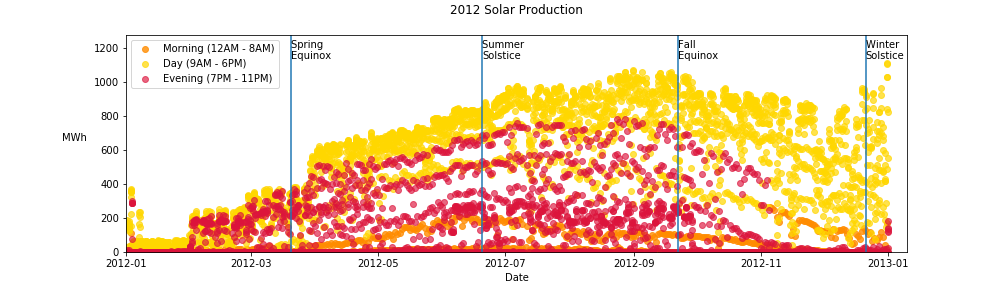 2012 Solar Production
Morning (12AM - 8AM)
Day (9AM - 6PM)
Evening (7PM - 11PM)
Spring
Equinox
Summer
Solstice
Fall
Equinox
Winter
Solstice
MWh
1200
1000
800
600
400
200
0
2012-01
2012-03
2012-05
2012-07
2012-09
2012-11
2013-01
Date